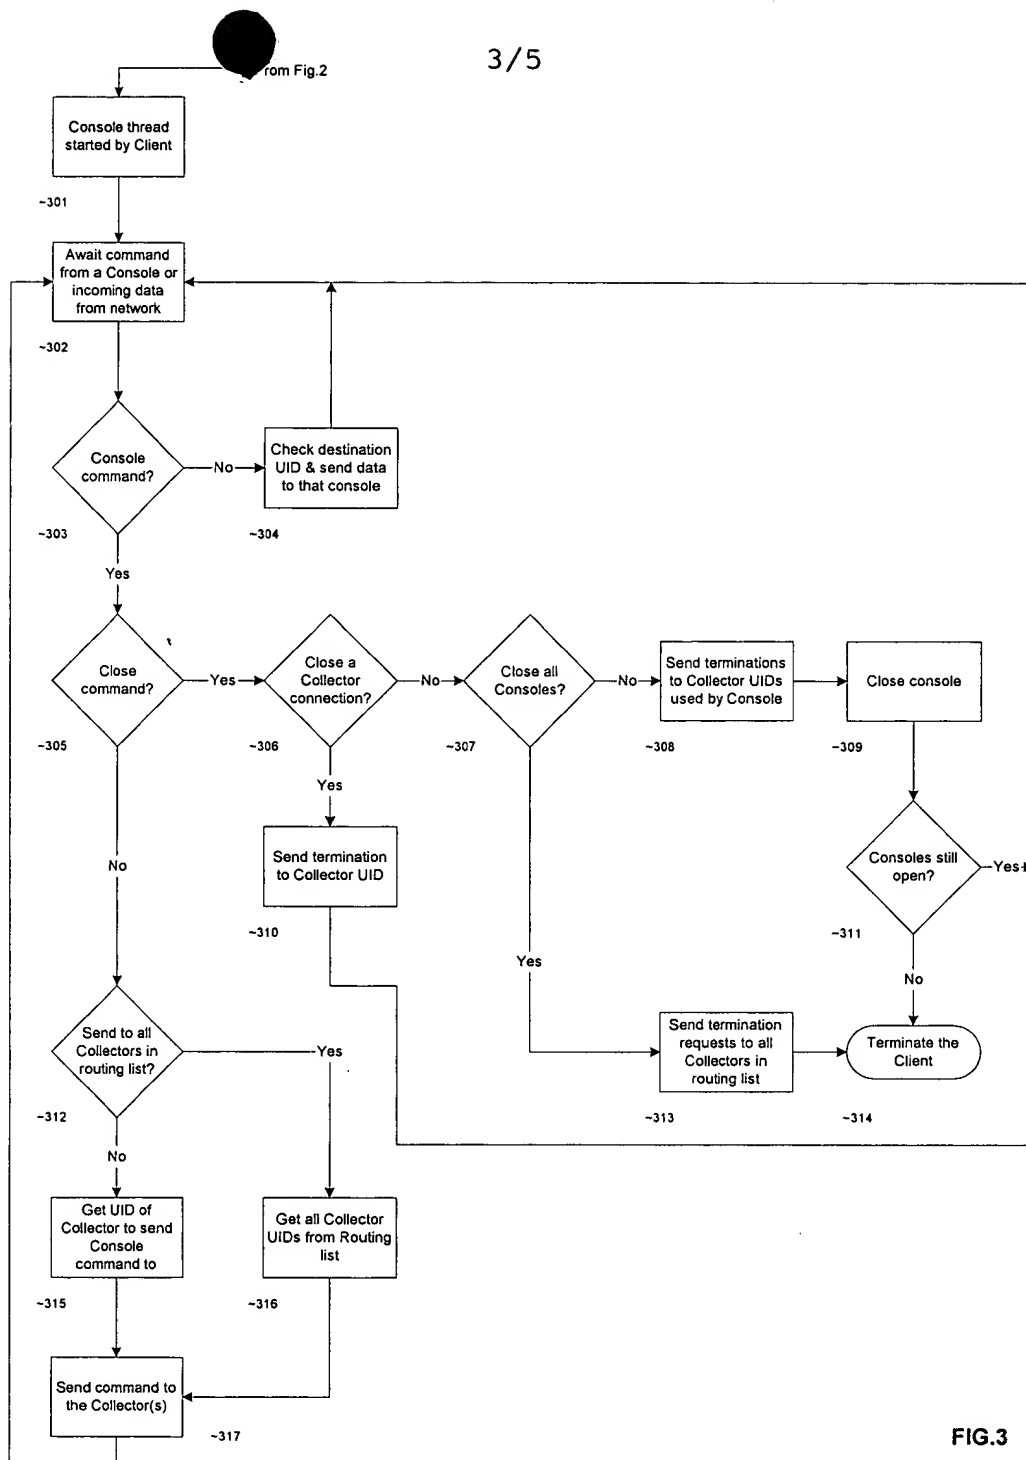 3/5
rom Fig.2
Console thread
started by Client
~301
Await command
from a Console or
incoming data
from network
~302
Console
command?
No
Check destination
UID & send data
to that console
~303
~304
Yes
Close
command?
Yes
Close a
Collector
connection?
No
Close all
Consoles?
No
Send terminations
to Collector UIDs
used by Console
Close console
~305
~306
~307
~308
~309
Yes
Send termination
to Collector UID
No
Consoles still
open?
Yes
~310
~311
Yes
No
Send to all
Collectors in
routing list?
Yes
Send termination
requests to all
Collectors in
routing list
Terminate the
Client
~312
~313
~314
No
Get UID of
Collector to send
Console
command to
Get all Collector
UIDs from Routing
list
~315
~316
Send command to
the Collector(s)
~317
FIG.3